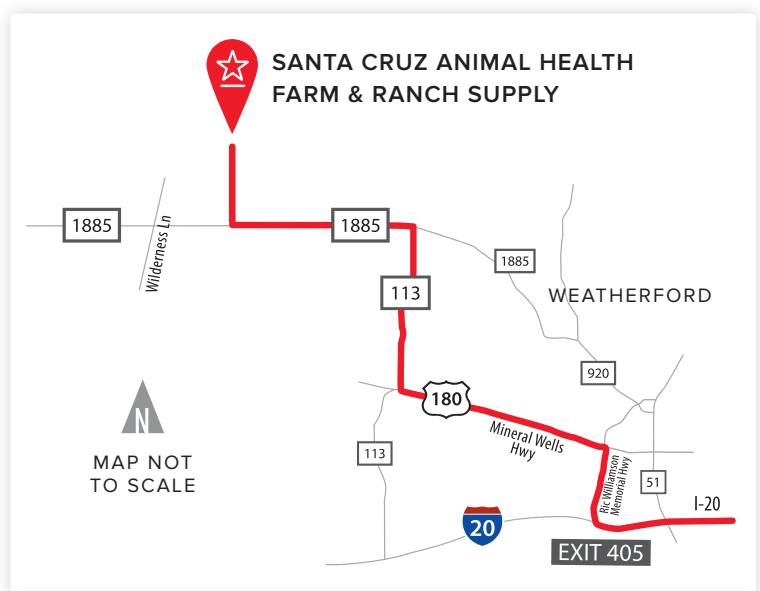 SANTA CRUZ ANIMAL HEALTH
FARM & RANCH SUPPLY
1885
Wilderness Ln
1885
1885
113
WEATHERFORD
920
180
Mineral Wells
Hwy
N
MAP NOT
TO SCALE
113
Ric Williamson
Memorial Hwy
51
I-20
20
EXIT 405